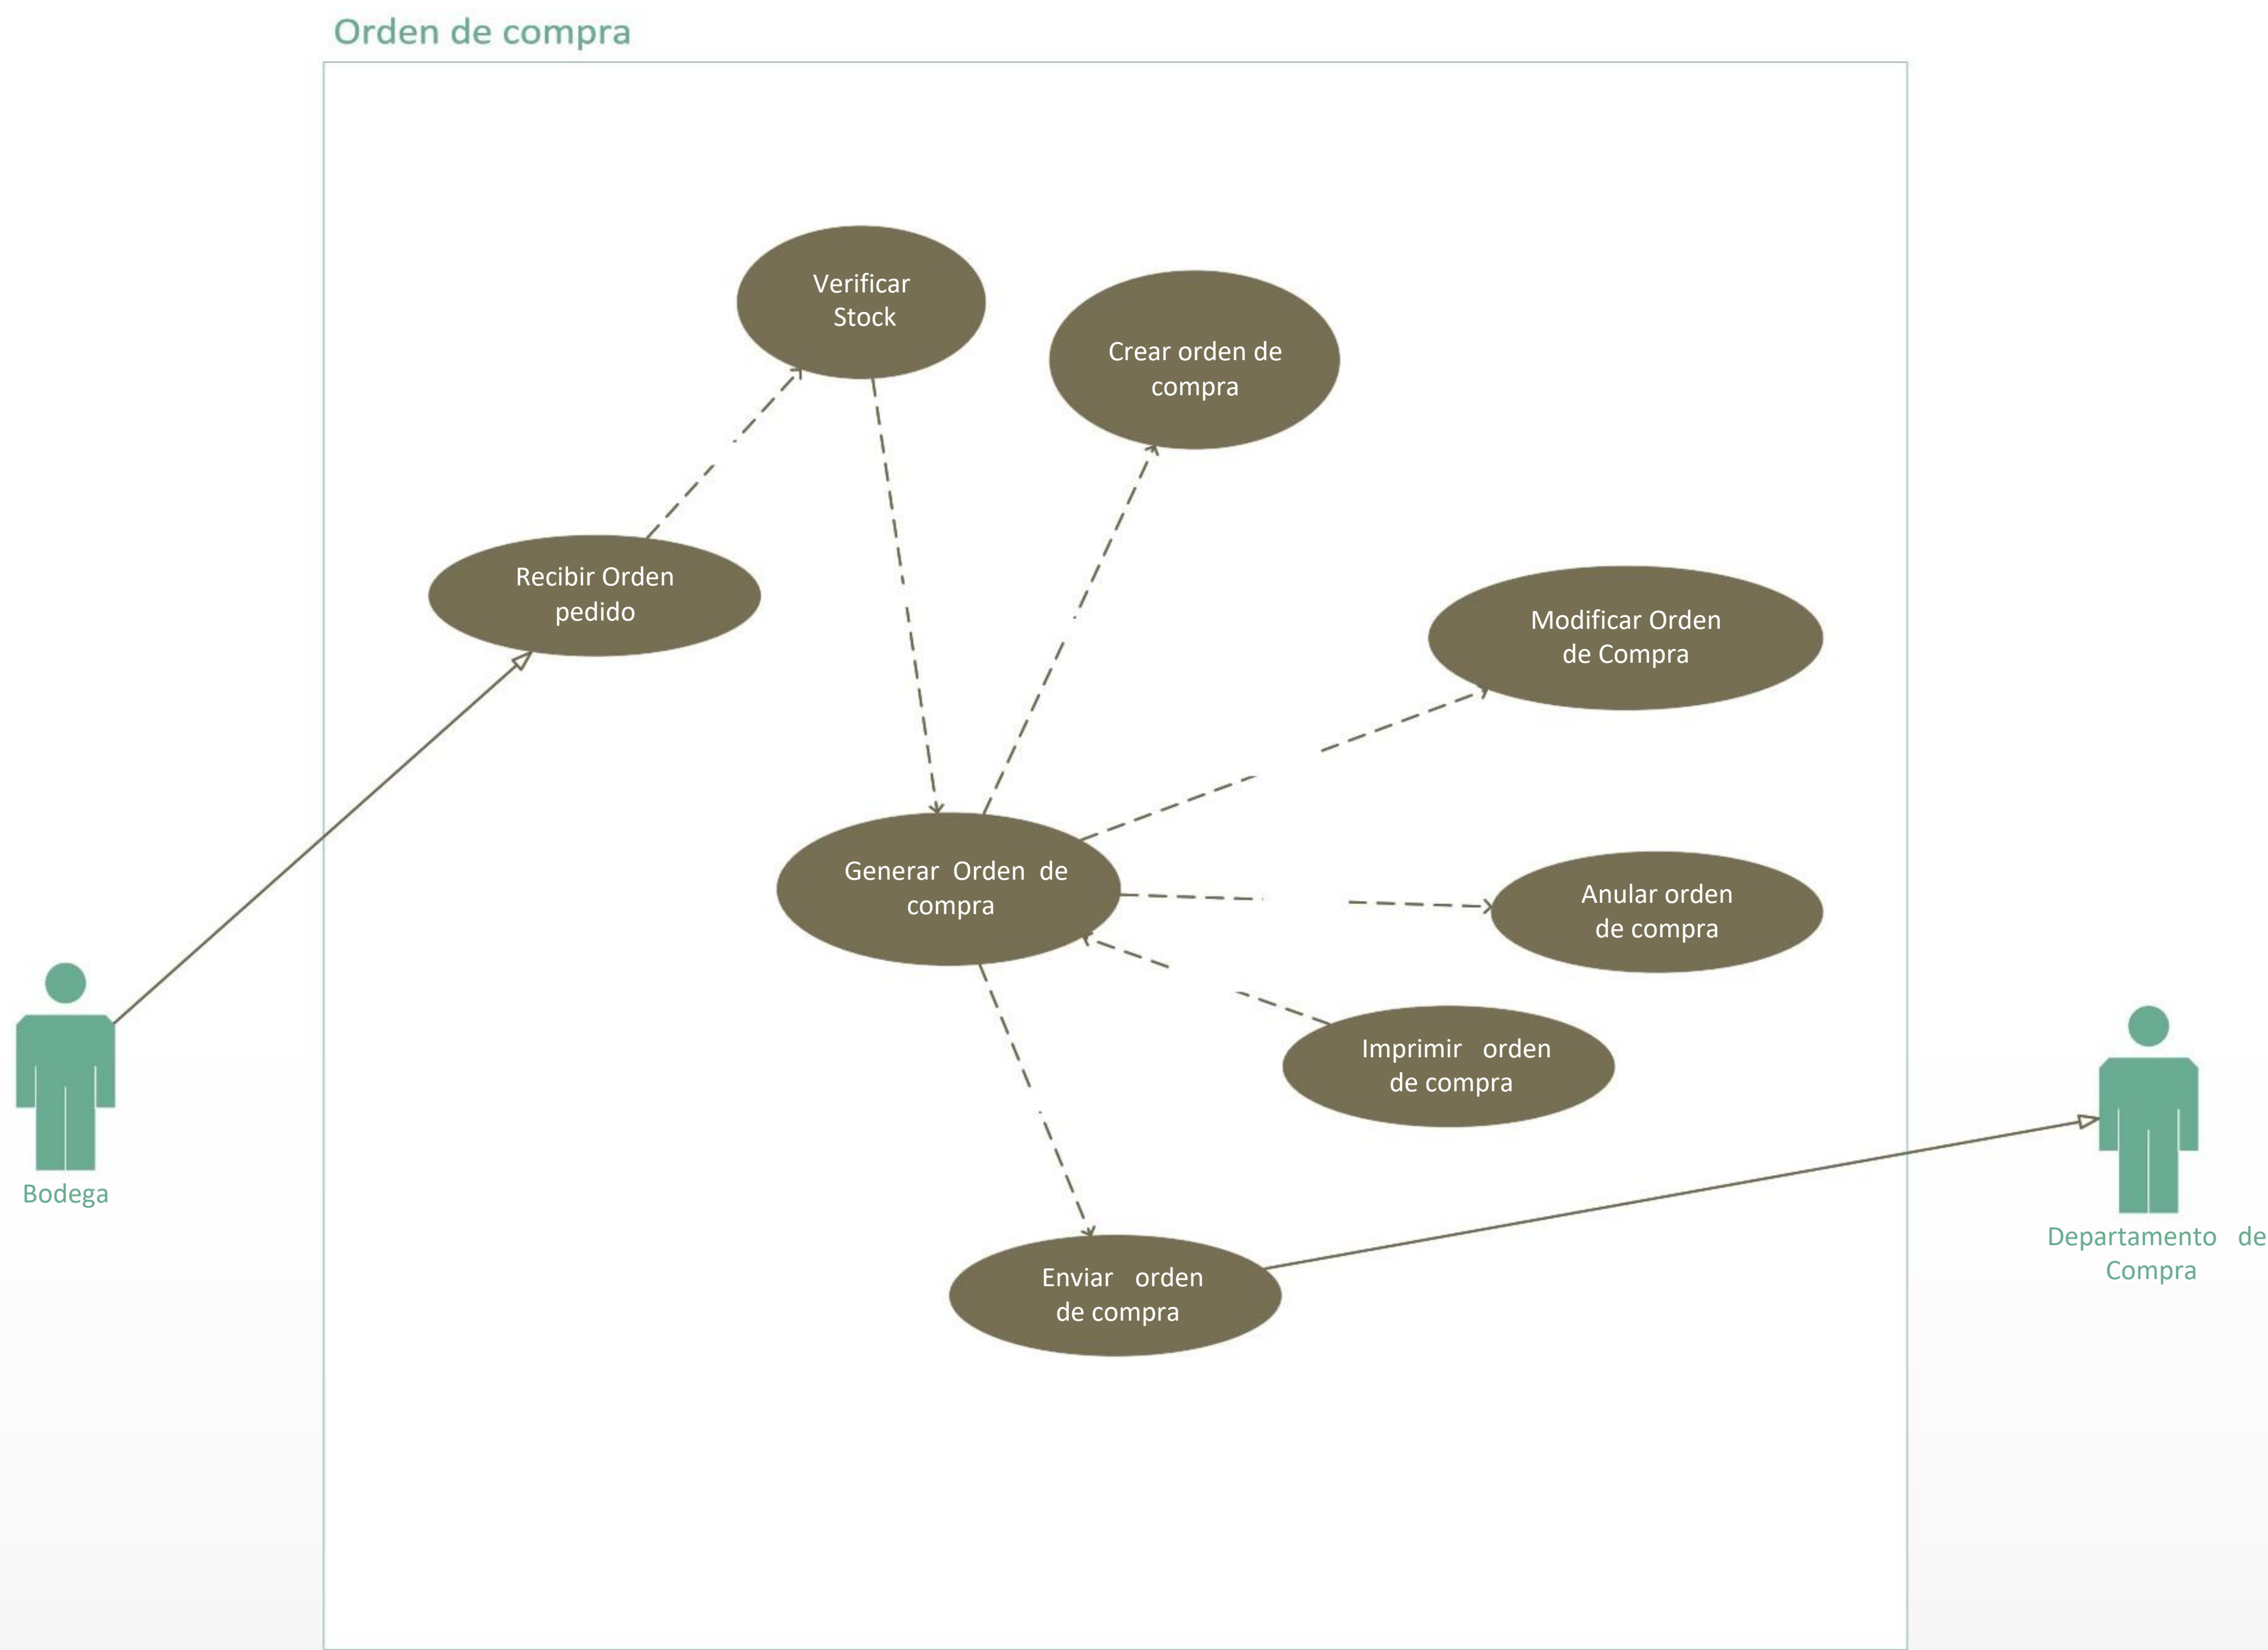 Orden de compra
Verificar
Stock
Crear orden de
compra
Recibir Orden
pedido
Modificar Orden
de Compra
Generar Orden de
compra
Anular orden
de compra
Imprimir orden
de compra
Bodega
Departamento de
Compra
Enviar orden
de compra